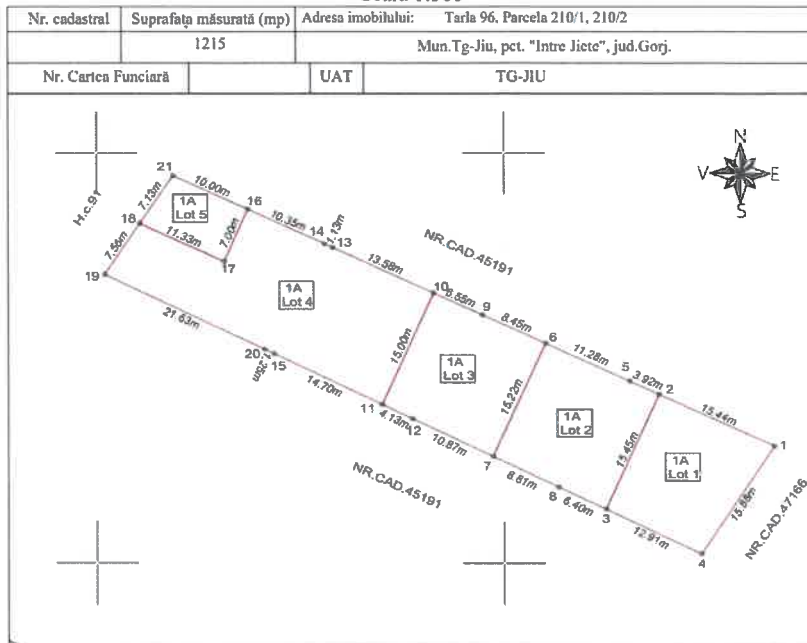 Nr. cadastral Suprafața măsurată (mp) Adresa imobilului: Tarla 96, Parcela 210/1, 210/2
1215 Mun.Tg-Jiu, pct. "Intre Jiete", jud.Gorj.
Nr. Cartea Funciară UAT TG-JIU
N
V E
S
21
10.00m
16
7.13m
1A
Lot 5
H.c.91
18
11.33m
7.00m
17
10.35m
14
1.13m
13
NR.CAD.45191
7.56m
19
13.58m
1A
Lot 4
10
6.55m
9
8.45m
6
21.63m
15.00m
11.28m
5
3.92m
2
20
1.35m
15
1A
Lot 3
15.22m
15.44m
14.70m
11
4.13m
12
1A
Lot 2
15.45m
1
10.87m
7
1A
Lot 1
15.55m
NR.CAD.45191
8.61m
8
6.40m
3
NR.CAD.47166
12.91m
4